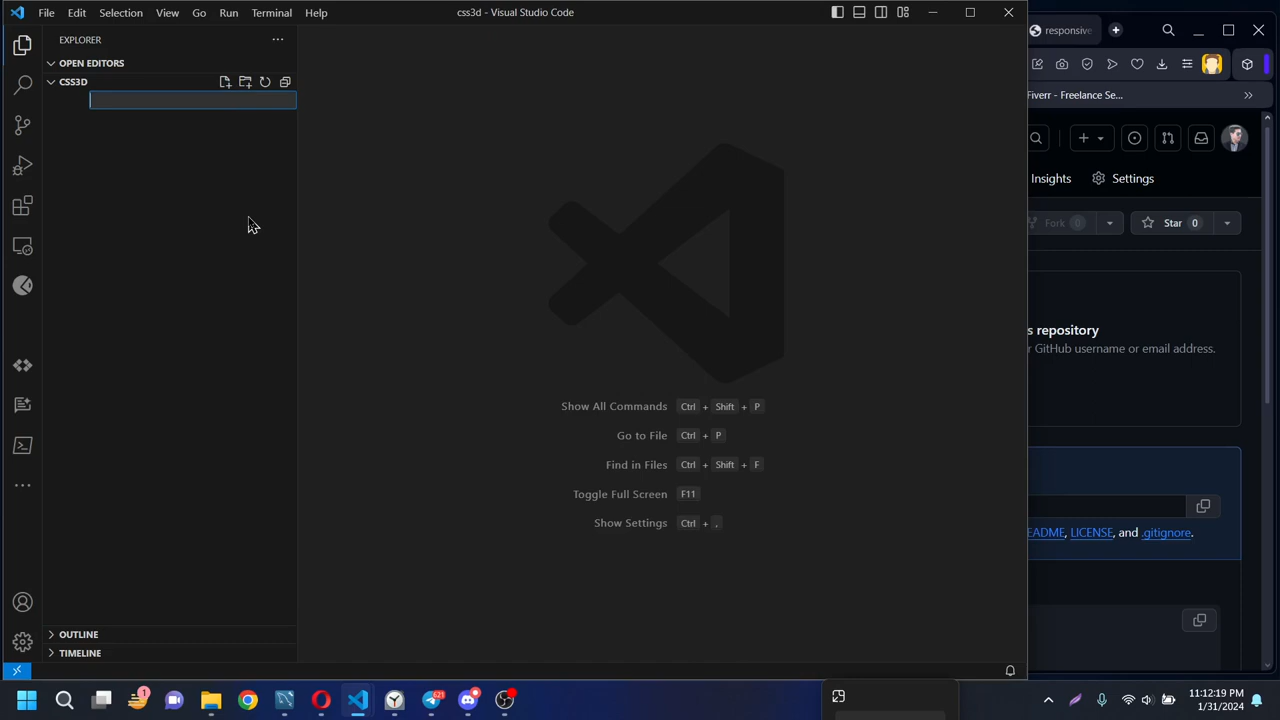 File Edit Selection View Go Run Terminal Help
css3d - Visual Studio Code
responsive
EXPLORER
OPEN EDITORS
CSS3D
Fiverr - Freelance Se...
Insights
Settings
Fork 0
Star 0
s repository
r GitHub username or email address.
Show All Commands Ctrl + Shift + P
Go to File Ctrl + P
Find in Files Ctrl + Shift + F
Toggle Full Screen F11
Show Settings Ctrl + ,
EADME, LICENSE, and .gitignore.
OUTLINE
TIMELINE
1
621
11:12:19 PM
1/31/2024